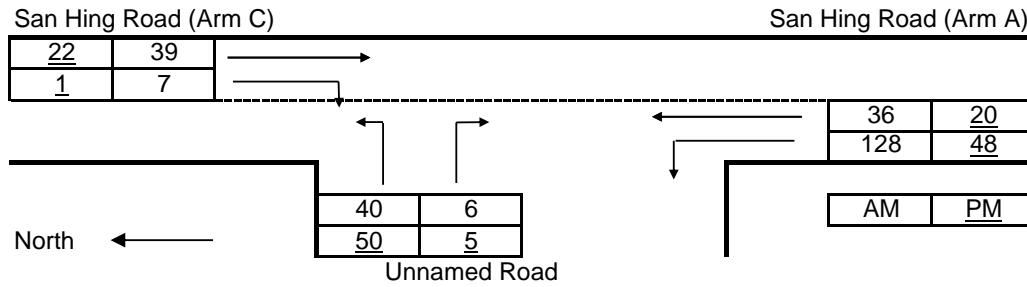 San Hing Road (Arm C) San Hing Road (Arm A)
22 39
1 7
36 20
128 48
40 6
50 5
AM PM
North
Unnamed Road